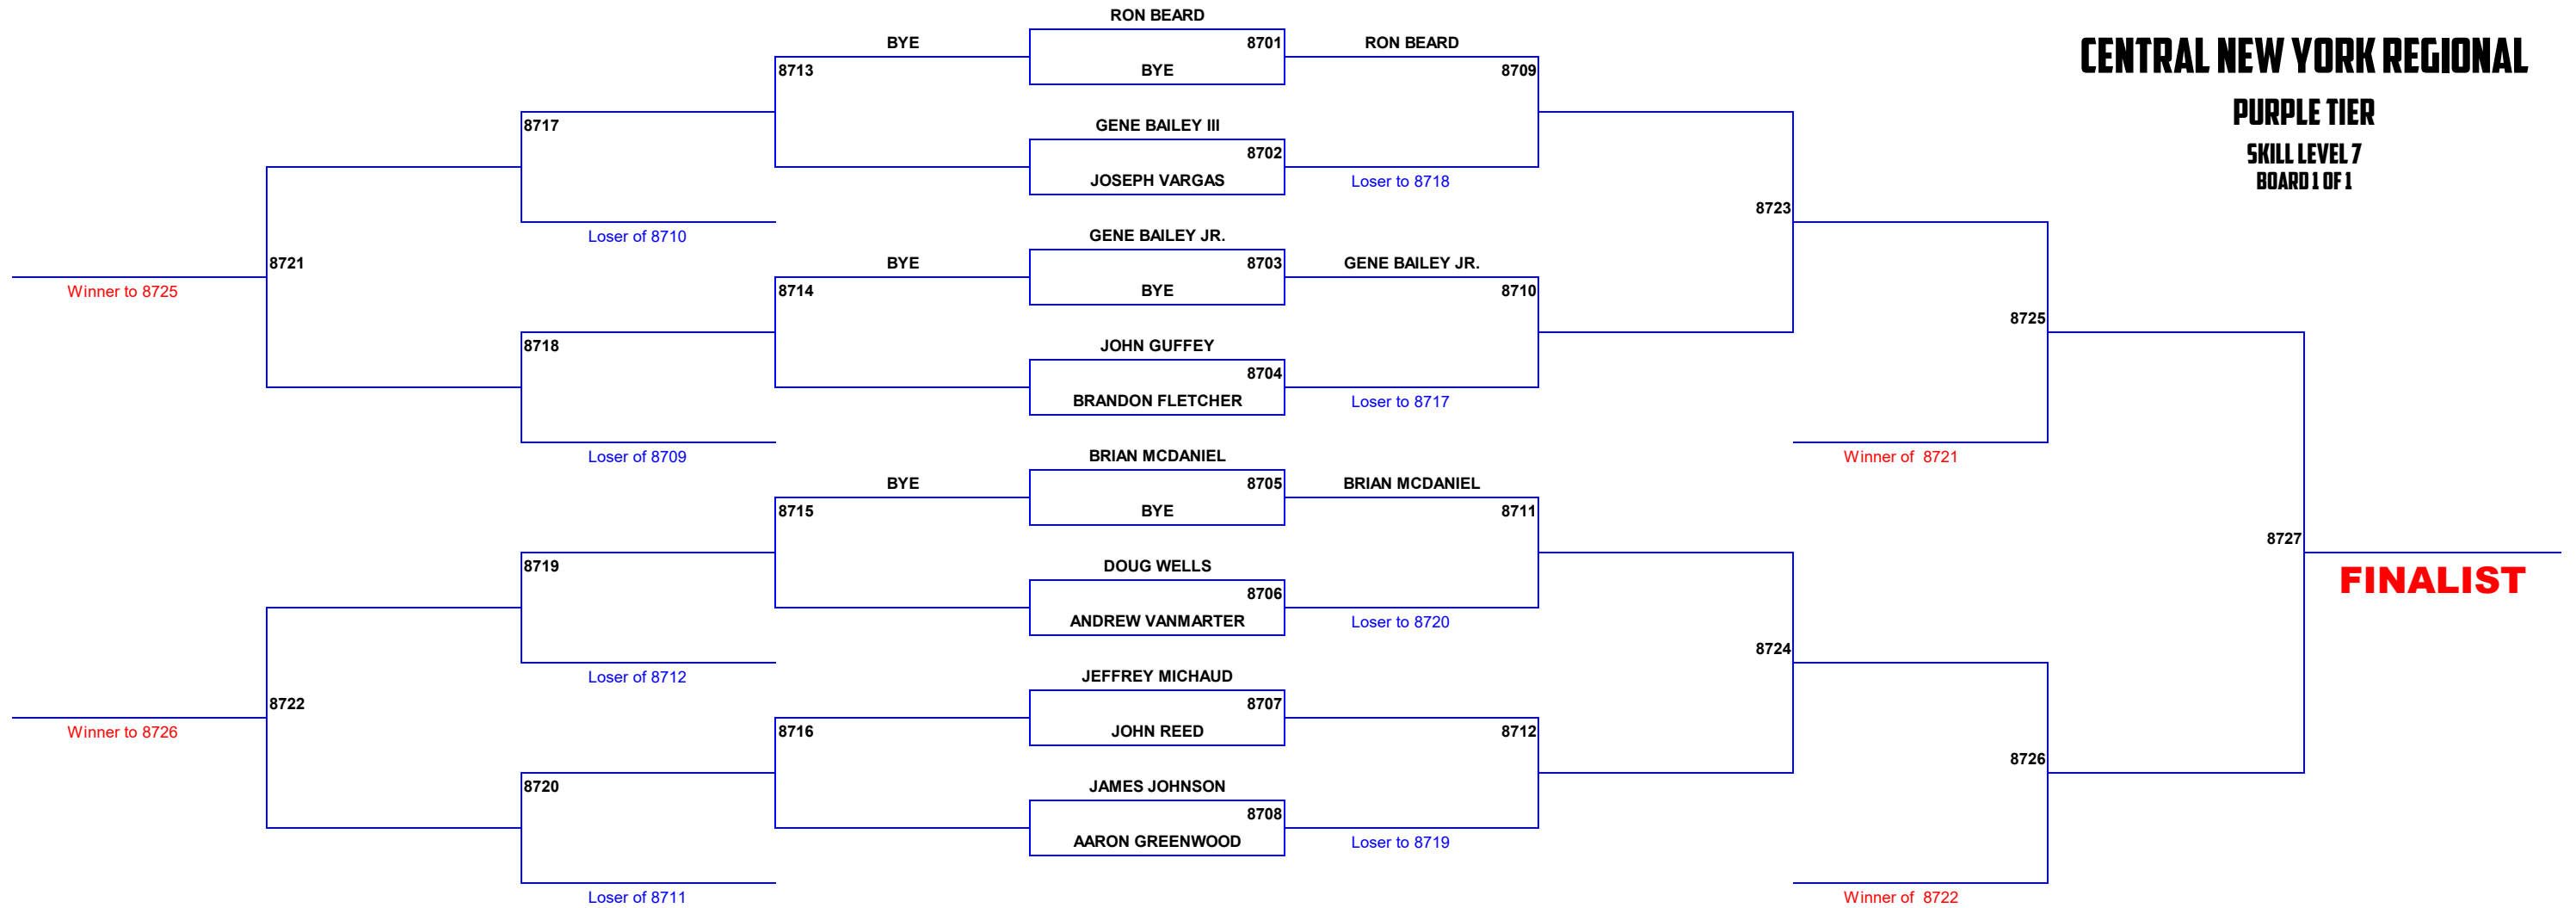 RON BEARD
BYE
8701
RON BEARD
8713
BYE
8709
CENTRAL NEW YORK REGIONAL
PURPLE TIER
SKILL LEVEL 7
BOARD 1 OF 1
8717
GENE BAILEY III
8702
JOSEPH VARGAS
Loser to 8718
8723
Loser of 8710
GENE BAILEY JR.
8721
BYE
8703
GENE BAILEY JR.
Winner to 8725
8714
BYE
8710
8725
8718
JOHN GUFFEY
8704
BRANDON FLETCHER
Loser to 8717
Loser of 8709
BRIAN MCDANIEL
Winner of  8721
BYE
8705
BRIAN MCDANIEL
8715
BYE
8711
8727
8719
DOUG WELLS
FINALIST
8706
ANDREW VANMARTER
Loser to 8720
8724
Loser of 8712
JEFFREY MICHAUD
8722
8707
Winner to 8726
8716
JOHN REED
8712
8726
8720
JAMES JOHNSON
8708
AARON GREENWOOD
Loser to 8719
Loser of 8711
Winner of  8722